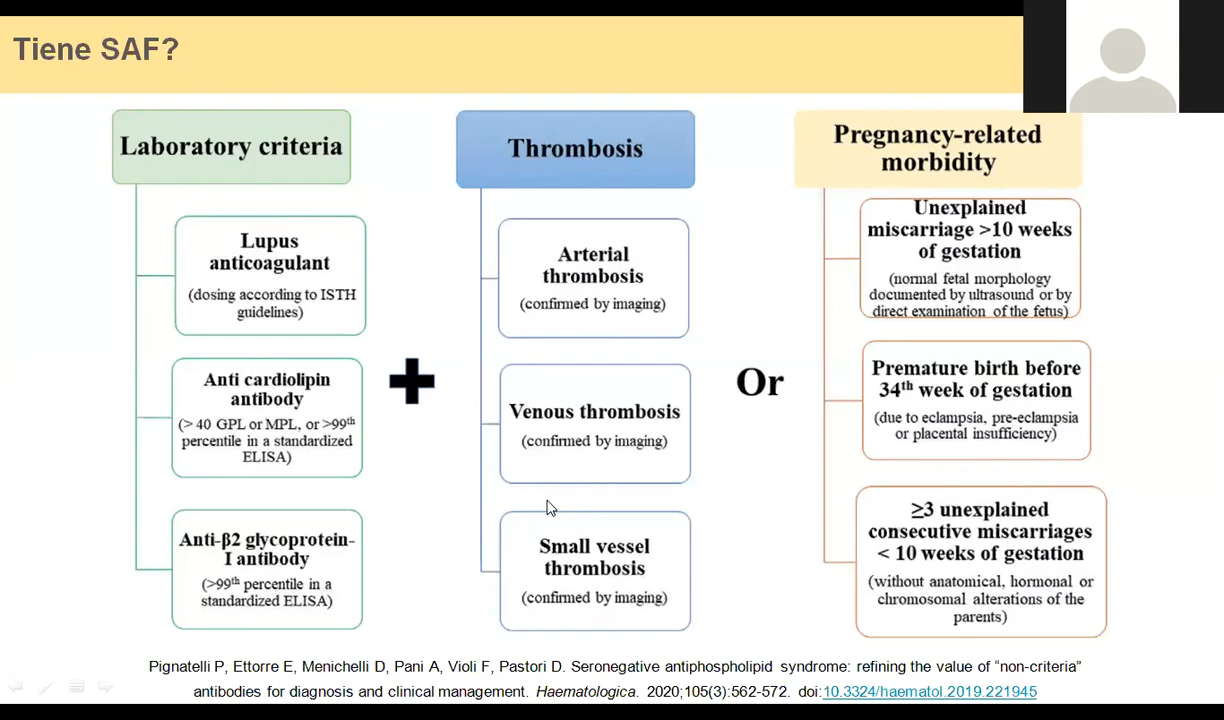 Tiene SAF?
Laboratory criteria
Lupus
anticoagulant
(dosing according to ISTH
guidelines)
Anti cardiolipin
antibody
(> 40 GPL or MPL, or >99th
percentile in a standardized
ELISA)
Anti-β2 glycoprotein-
I antibody
(>99th percentile in a
standardized ELISA)
Thrombosis
Arterial
thrombosis
(confirmed by imaging)
Venous thrombosis
(confirmed by imaging)
Small vessel
thrombosis
(confirmed by imaging)
Or
Pregnancy-related
morbidity
Unexplained
miscarriage >10 weeks
of gestation
(normal fetal morphology
documented by ultrasound or by
direct examination of the fetus)
Premature birth before
34th week of gestation
(due to eclampsia, pre-eclampsia
or placental insufficiency)
≥3 unexplained
consecutive miscarriages
< 10 weeks of gestation
(without anatomical, hormonal or
chromosomal alterations of the
parents)
Pignatelli P, Ettorre E, Menichelli D, Pani A, Violi F, Pastori D. Seronegative antiphospholipid syndrome: refining the value of “non-criteria”
antibodies for diagnosis and clinical management. Haematologica. 2020;105(3):562-572. doi:10.3324/haematol.2019.221945